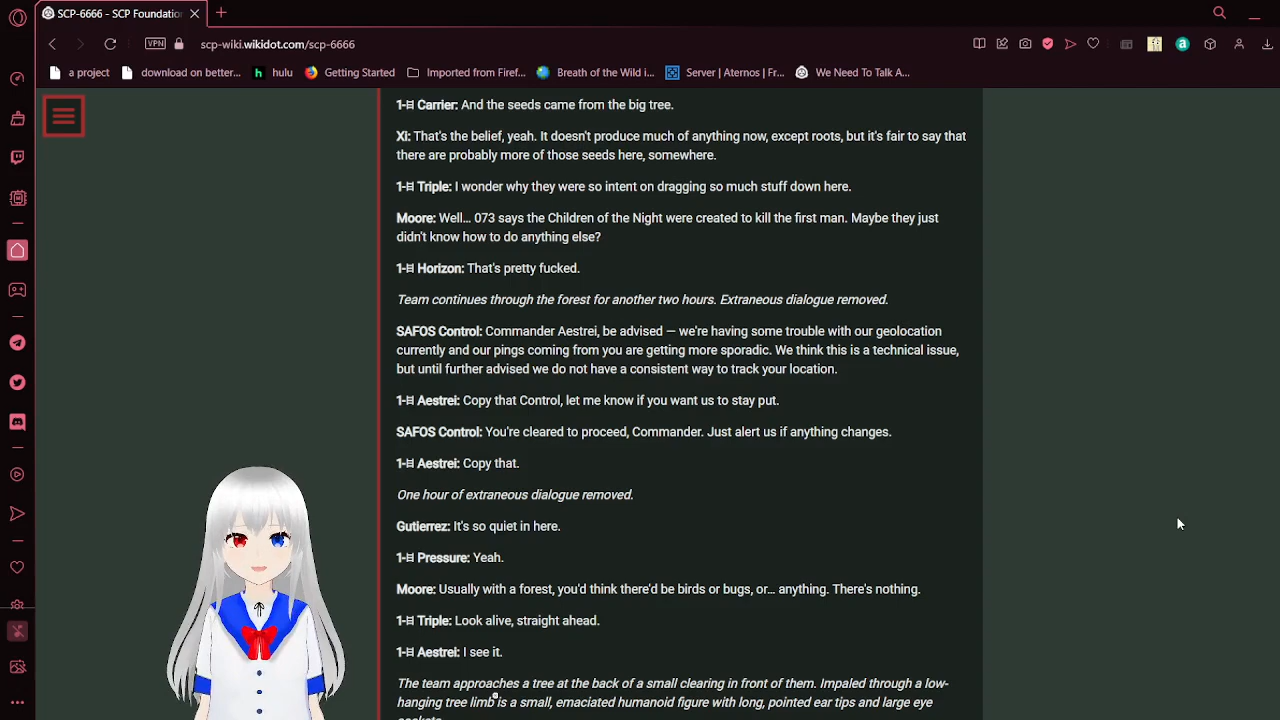 SCP-6666 - SCP Foundation
VPN
scp-wiki.wikidot.com/scp-6666
a project
download on better...
hulu
Getting Started
Imported from Firef...
Breath of the Wild i...
Server | Aternos | Fr...
We Need To Talk A...
1-ⵌ Carrier: And the seeds came from the big tree.
Xi: That's the belief, yeah. It doesn't produce much of anything now, except roots, but it's fair to say that
there are probably more of those seeds here, somewhere.
1-ⵌ Triple: I wonder why they were so intent on dragging so much stuff down here.
Moore: Well... 073 says the Children of the Night were created to kill the first man. Maybe they just
didn't know how to do anything else?
1-ⵌ Horizon: That's pretty fucked.
Team continues through the forest for another two hours. Extraneous dialogue removed.
SAFOS Control: Commander Aestrei, be advised — we're having some trouble with our geolocation
currently and our pings coming from you are getting more sporadic. We think this is a technical issue,
but until further advised we do not have a consistent way to track your location.
1-ⵌ Aestrei: Copy that Control, let me know if you want us to stay put.
SAFOS Control: You're cleared to proceed, Commander. Just alert us if anything changes.
1-ⵌ Aestrei: Copy that.
One hour of extraneous dialogue removed.
Gutierrez: It's so quiet in here.
1-ⵌ Pressure: Yeah.
Moore: Usually with a forest, you'd think there'd be birds or bugs, or... anything. There's nothing.
1-ⵌ Triple: Look alive, straight ahead.
1-ⵌ Aestrei: I see it.
The team approaches a tree at the back of a small clearing in front of them. Impaled through a low-
hanging tree limb is a small, emaciated humanoid figure with long, pointed ear tips and large eye
sockets.